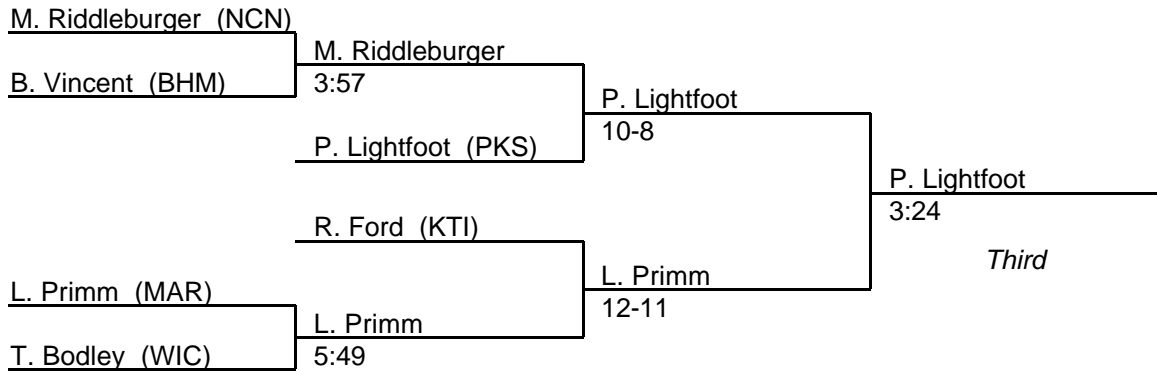 M. Riddleburger (NCN)
M. Riddleburger
B. Vincent (BHM)
3:57
P. Lightfoot
10-8
P. Lightfoot (PKS)
P. Lightfoot
3:24
R. Ford (KTI)
Third
L. Primm
L. Primm (MAR)
12-11
L. Primm
T. Bodley (WIC)
5:49